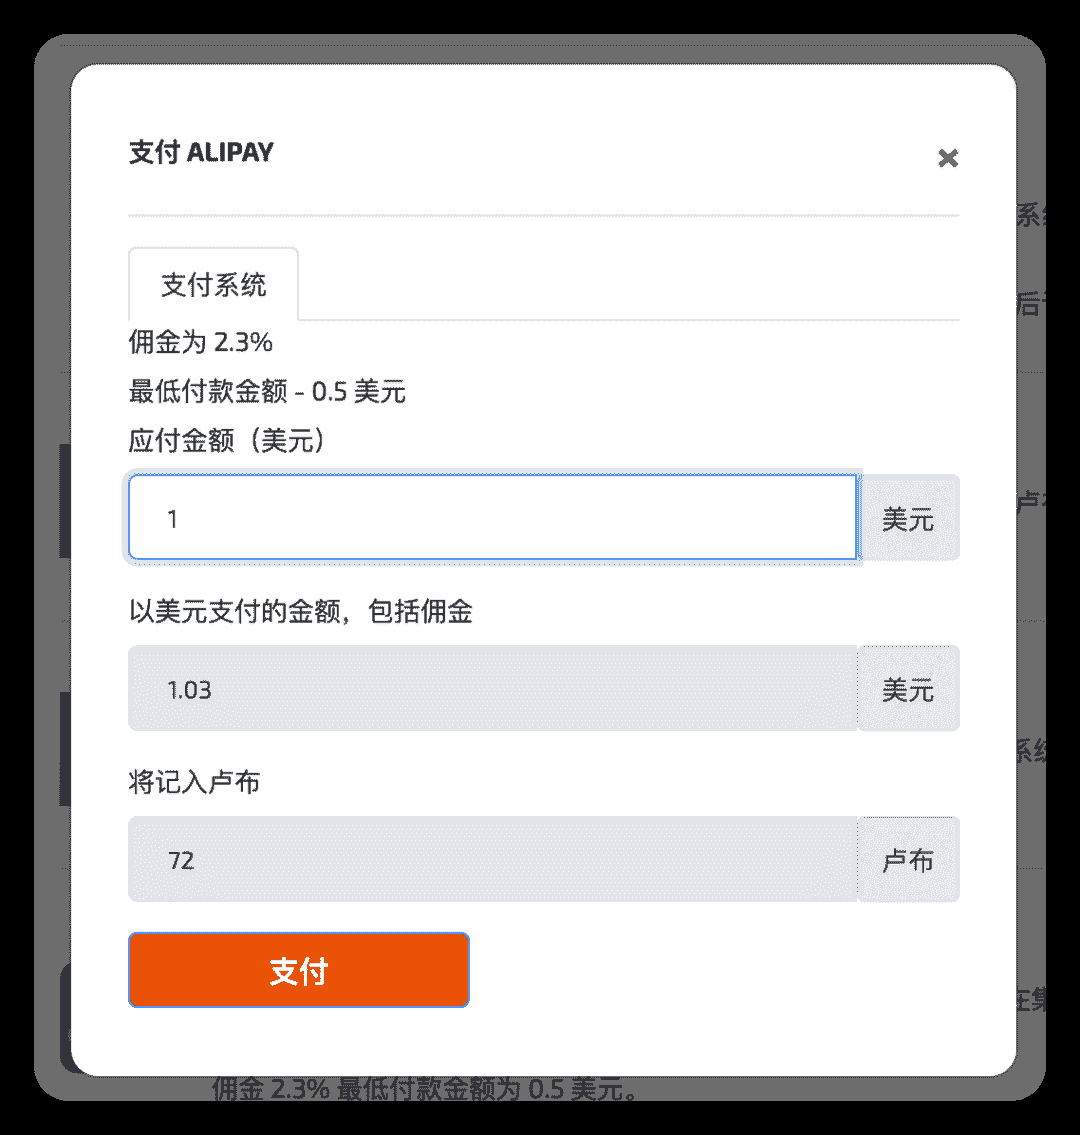 支付 ALIPAY
支付系统
佣金为 2.3%
最低付款金额 - 0.5 美元
应付金额（美元）
1
美元
以美元支付的金额，包括佣金
1.03
美元
将记入卢布
72
卢布
支付
佣金 2.3% 最低付款金额为 0.5 美元。